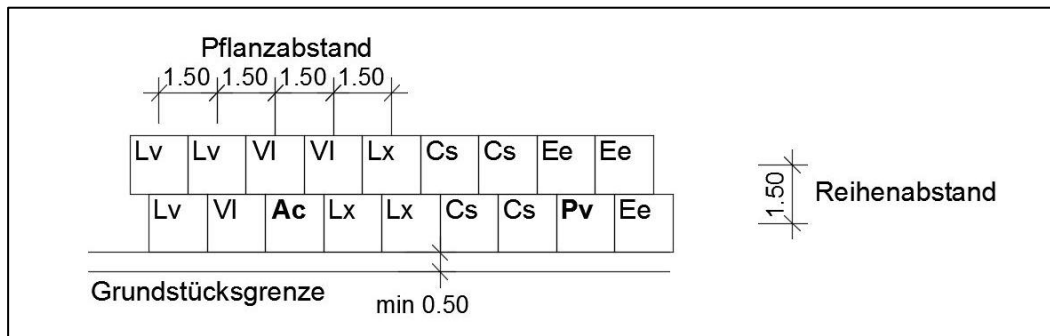 Pflanzabstand
1.50 1.50 1.50 1.50
Lv Lv Vl Vl Lx Cs Cs Ee Ee
Lv Vl Ac Lx Lx Cs Cs Pv Ee
1.50
Reihenabstand
Grundstücksgrenze
min 0.50